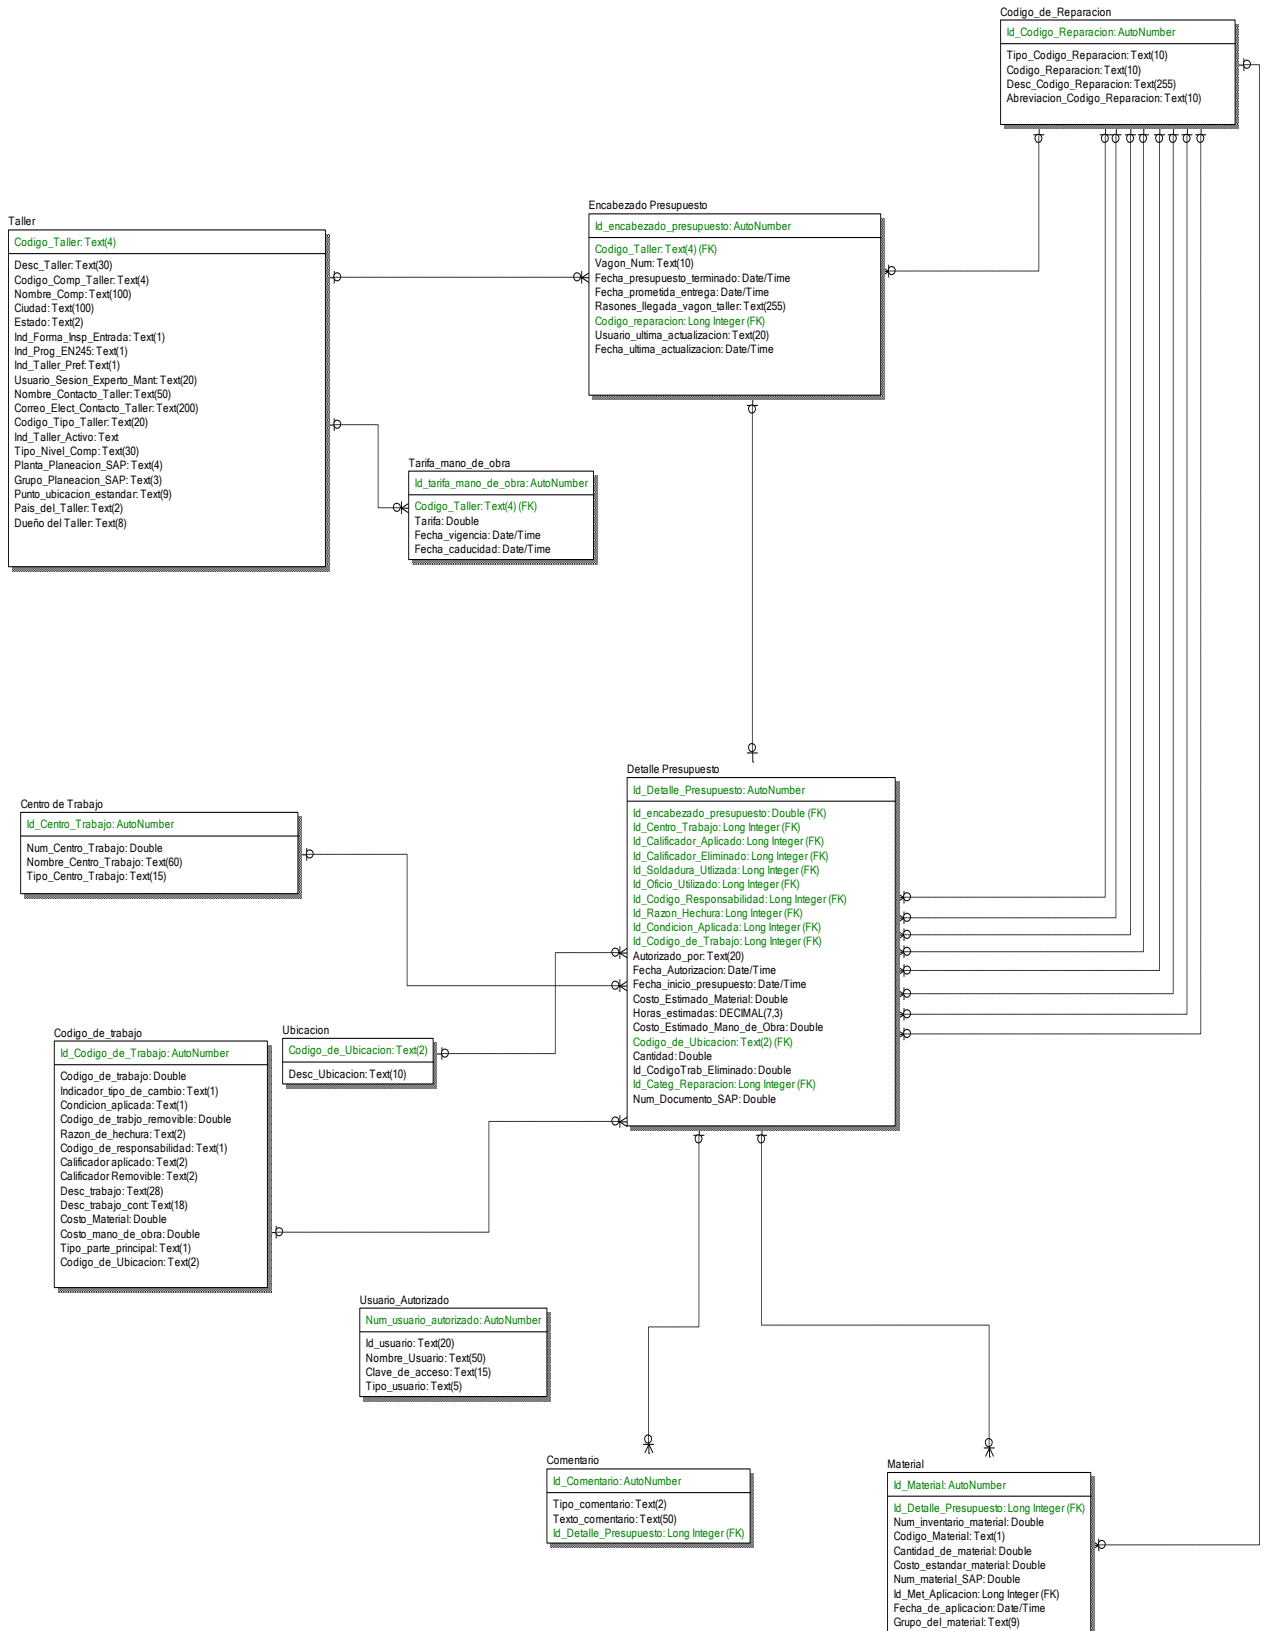 Codigo_de_Reparacion
Id_Codigo_Reparacion: AutoNumber
Tipo_Codigo_Reparacion: Text(10)
Codigo_Reparacion: Text(10)
Desc_Codigo_Reparacion: Text(255)
Abreviacion_Codigo_Reparacion: Text(10)
Taller
Codigo_Taller: Text(4)
Desc_Taller: Text(30)
Codigo_Comp_Taller: Text(4)
Nombre_Comp: Text(100)
Ciudad: Text(100)
Estado: Text(2)
Ind_Forma_Insp_Entrada: Text(1)
Ind_Prog_EN245: Text(1)
Ind_Taller_Pref: Text(1)
Usuario_Sesion_Experto_Mant: Text(20)
Nombre_Contacto_Taller: Text(50)
Correo_Elect_Contacto_Taller: Text(200)
Codigo_Tipo_Taller: Text(20)
Ind_Taller_Activo: Text
Tipo_Nivel_Comp: Text(30)
Planta_Planeacion_SAP: Text(4)
Grupo_Planeacion_SAP: Text(3)
Punto_ubicacion_estandar: Text(9)
Pais_del_Taller: Text(2)
Dueño del Taller: Text(8)
Encabezado Presupuesto
Id_encabezado_presupuesto: AutoNumber
Codigo_Taller: Text(4) (FK)
Vagon_Num: Text(10)
Fecha_presupuesto_terminado: Date/Time
Fecha_prometida_entrega: Date/Time
Rasones_llegada_vagon_taller: Text(255)
Codigo_reparacion: Long Integer (FK)
Usuario_ultima_actualizacion: Text(20)
Fecha_ultima_actualizacion: Date/Time
Tarifa_mano_de_obra
Id_tarifa_mano_de_obra: AutoNumber
Codigo_Taller: Text(4) (FK)
Tarifa: Double
Fecha_vigencia: Date/Time
Fecha_caducidad: Date/Time
Detalle Presupuesto
Id_Detalle_Presupuesto: AutoNumber
Id_encabezado_presupuesto: Double (FK)
Id_Centro_Trabajo: Long Integer (FK)
Id_Calificador_Aplicado: Long Integer (FK)
Id_Calificador_Eliminado: Long Integer (FK)
Id_Soldadura_Utlizada: Long Integer (FK)
Id_Oficio_Utilizado: Long Integer (FK)
Id_Codigo_Responsabilidad: Long Integer (FK)
Id_Razon_Hechura: Long Integer (FK)
Id_Condicion_Aplicada: Long Integer (FK)
Id_Codigo_de_Trabajo: Long Integer (FK)
Autorizado_por: Text(20)
Fecha_Autorizacion: Date/Time
Fecha_inicio_presupuesto: Date/Time
Costo_Estimado_Material: Double
Horas_estimadas: DECIMAL(7,3)
Costo_Estimado_Mano_de_Obra: Double
Codigo_de_Ubicacion: Text(2) (FK)
Cantidad: Double
Id_CodigoTrab_Eliminado: Double
Id_Categ_Reparacion: Long Integer (FK)
Num_Documento_SAP: Double
Centro de Trabajo
Id_Centro_Trabajo: AutoNumber
Num_Centro_Trabajo: Double
Nombre_Centro_Trabajo: Text(60)
Tipo_Centro_Trabajo: Text(15)
Ubicacion
Codigo_de_Ubicacion: Text(2)
Desc_Ubicacion: Text(10)
Codigo_de_trabajo
Id_Codigo_de_Trabajo: AutoNumber
Codigo_de_trabajo: Double
Indicador_tipo_de_cambio: Text(1)
Condicion_aplicada: Text(1)
Codigo_de_trabjo_removible: Double
Razon_de_hechura: Text(2)
Codigo_de_responsabilidad: Text(1)
Calificador aplicado: Text(2)
Calificador Removible: Text(2)
Desc_trabajo: Text(28)
Desc_trabajo_cont: Text(18)
Costo_Material: Double
Costo_mano_de_obra: Double
Tipo_parte_principal: Text(1)
Codigo_de_Ubicacion: Text(2)
Usuario_Autorizado
Num_usuario_autorizado: AutoNumber
Id_usuario: Text(20)
Nombre_Usuario: Text(50)
Clave_de_acceso: Text(15)
Tipo_usuario: Text(5)
Comentario
Id_Comentario: AutoNumber
Tipo_comentario: Text(2)
Texto_comentario: Text(50)
Id_Detalle_Presupuesto: Long Integer (FK)
Material
Id_Material: AutoNumber
Id_Detalle_Presupuesto: Long Integer (FK)
Num_inventario_material: Double
Codigo_Material: Text(1)
Cantidad_de_material: Double
Costo_estandar_material: Double
Num_material_SAP: Double
Id_Met_Aplicacion: Long Integer (FK)
Fecha_de_aplicacion: Date/Time
Grupo_del_material: Text(9)